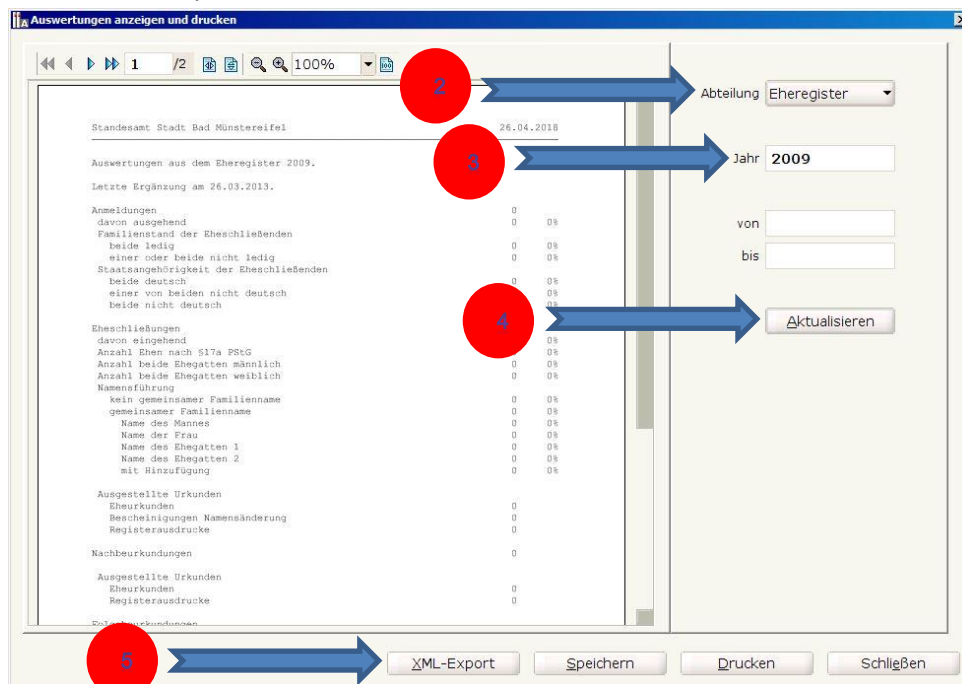 Auswertungen anzeigen und drucken
1 /2 100%
2
Abteilung Eheregister
Standesamt Stadt Bad Münstereifel 26.04.2018
3
Jahr 2009
Auswertungen aus dem Eheregister 2009.
Letzte Ergänzung am 26.03.2013.
von
bis
Anmeldungen 0
davon ausgehend 0 0%
Familienstand der Eheschließenden
beide ledig 0 0%
einer oder beide nicht ledig 0 0%
Staatsangehörigkeit der Eheschließenden
beide deutsch 0 0%
einer von beiden nicht deutsch 0%
beide nicht deutsch 0%
4
Aktualisieren
Eheschließungen
davon eingehend 0%
Anzahl Ehen nach §17a PStG 0%
Anzahl beide Ehegatten männlich 0 0%
Anzahl beide Ehegatten weiblich 0 0%
Namensführung
kein gemeinsamer Familienname 0 0%
gemeinsamer Familienname 0 0%
Name des Mannes 0 0%
Name der Frau 0 0%
Name des Ehegatten 1 0 0%
Name des Ehegatten 2 0 0%
mit Hinzufügung 0 0%
Ausgestellte Urkunden
Eheurkunden 0
Bescheinigungen Namensänderung 0
Registerausdrucke 0
Nachbeurkundungen 0
Ausgestellte Urkunden
Eheurkunden 0
Registerausdrucke 0
5
XML-Export Speichern Drucken Schließen